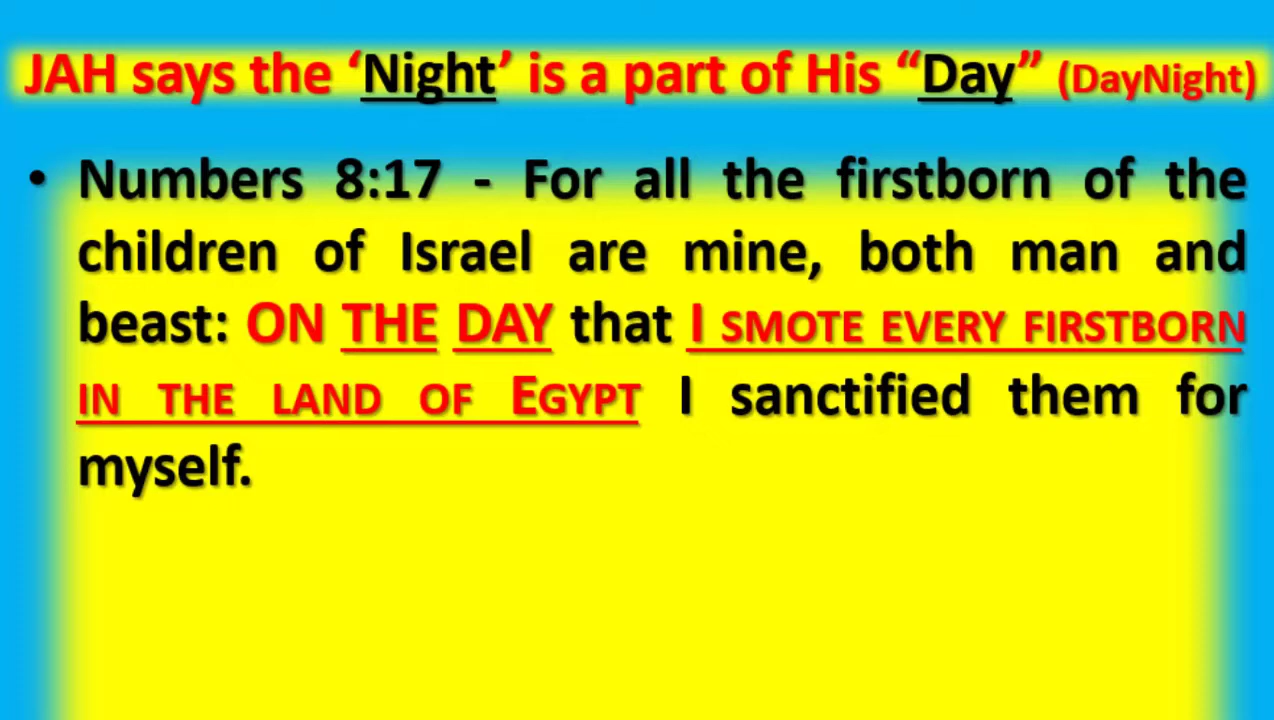 JAH says the ‘Night’ is a part of His “Day” (DayNight)
• Numbers 8:17 - For all the firstborn of the
children of Israel are mine, both man and
beast: ON THE DAY that I SMOTE EVERY FIRSTBORN
IN THE LAND OF EGYPT I sanctified them for
myself.